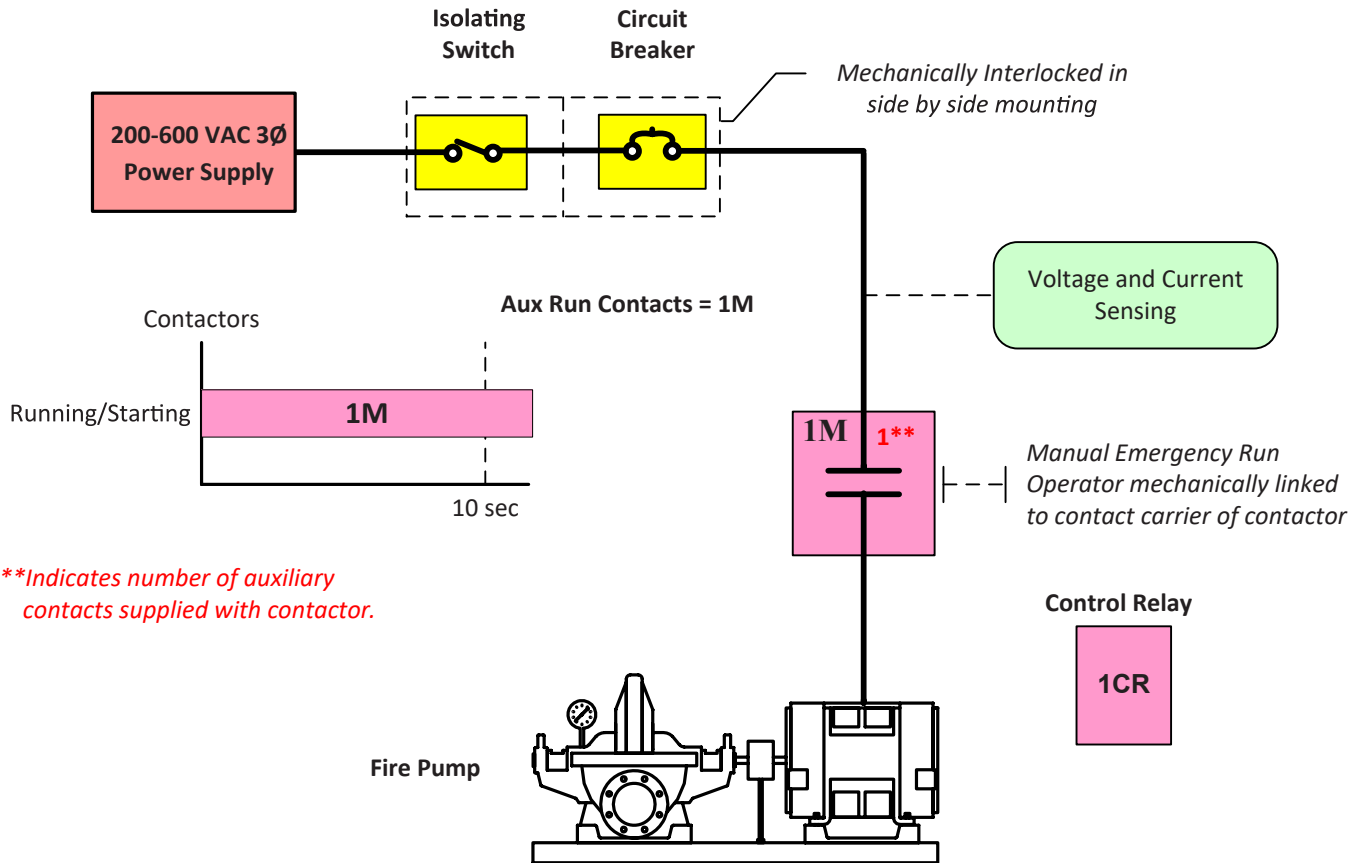 Isolating
Switch
Circuit
Breaker
Mechanically Interlocked in
side by side mounting
200-600 VAC 3Ø
Power Supply
Voltage and Current
Sensing
Aux Run Contacts = 1M
Contactors
Running/Starting
1M
10 sec
1M
1**
Manual Emergency Run
Operator mechanically linked
to contact carrier of contactor
**Indicates number of auxiliary
contacts supplied with contactor.
Control Relay
1CR
Fire Pump